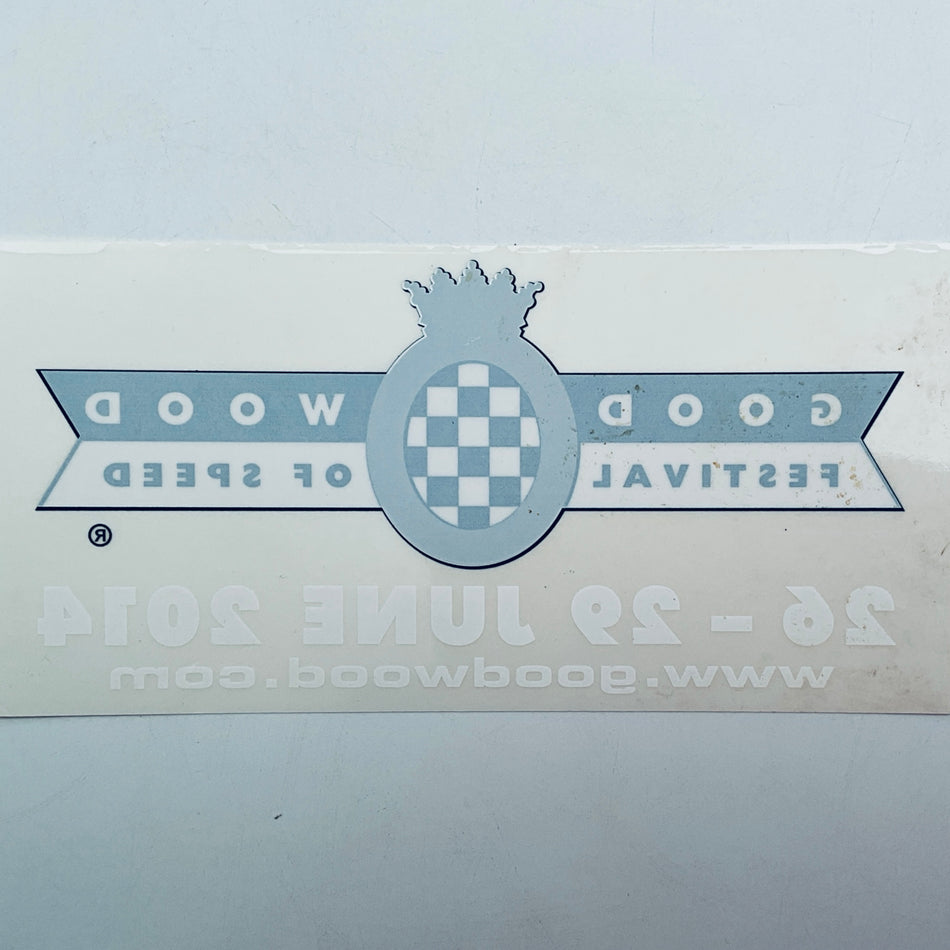 GOOD WOOD
FESTIVAL OF SPEED
®
26 - 29 JUNE 2014
www.goodwood.com